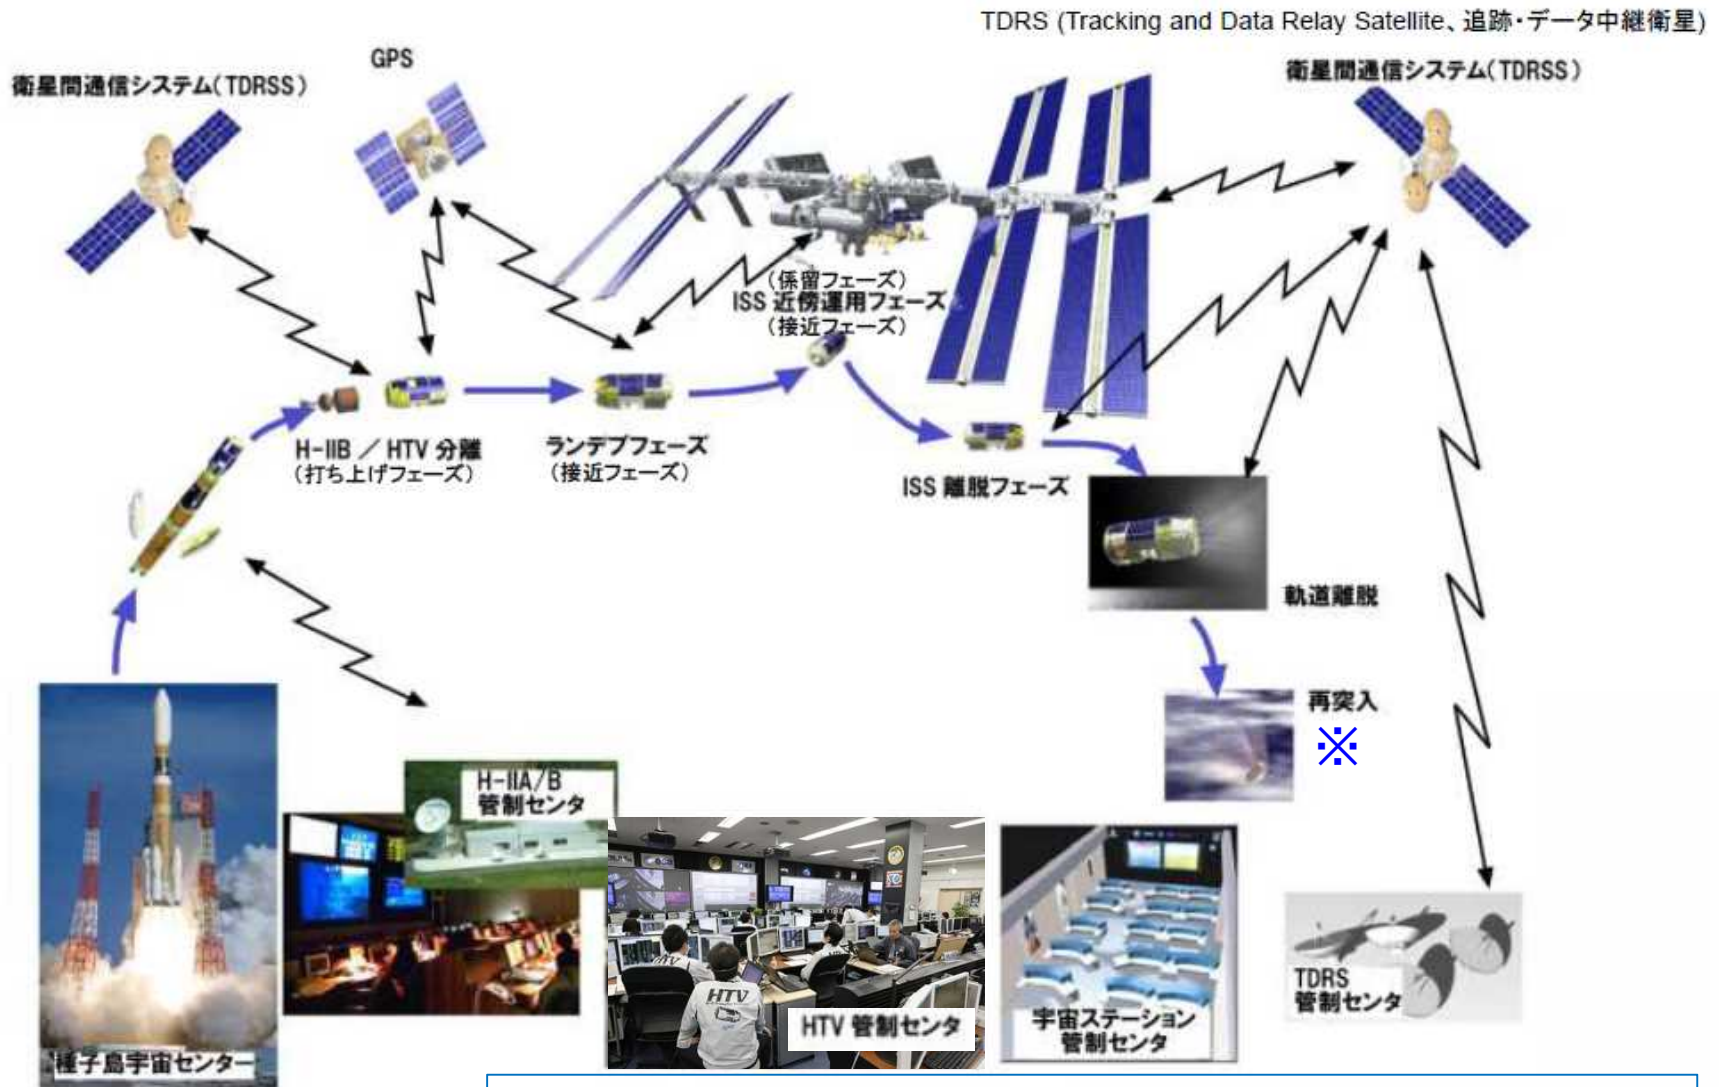 TDRS (Tracking and Data Relay Satellite、追跡・データ中継衛星)
衛星間通信システム(TDRSS)
GPS
衛星間通信システム(TDRSS)
(係留フェーズ)
ISS 近傍運用フェーズ
(接近フェーズ)
H-IIB / HTV 分離
(打ち上げフェーズ)
ランデブフェーズ
(接近フェーズ)
ISS 離脱フェーズ
軌道離脱
再突入
※
H-IIA/B
管制センタ
種子島宇宙センター
HTV
HTV 管制センタ
宇宙ステーション
管制センタ
TDRS
管制センタ